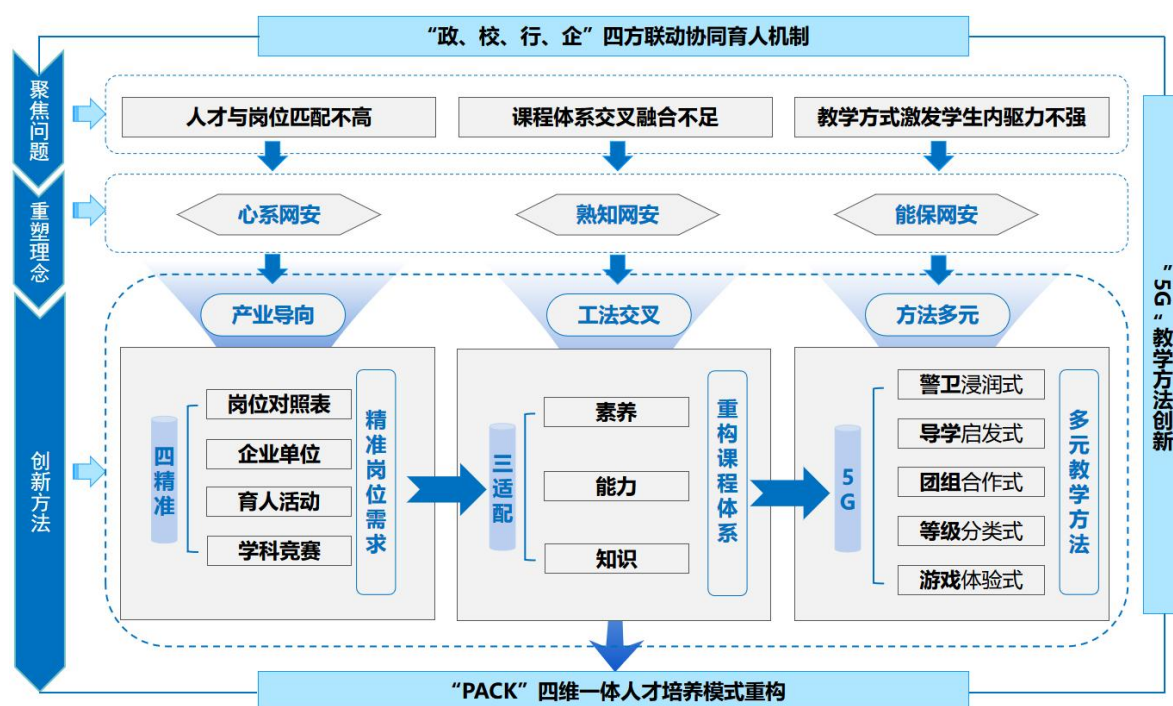 “政、校、行、企”四方联动协同育人机制
聚焦问题
人才与岗位匹配不高
课程体系交叉融合不足
教学方式激发学生内驱力不强
重塑理念
心系网安
熟知网安
能保网安
创新方法
产业导向
工法交叉
方法多元
四精准
岗位对照表
企业单位
育人活动
学科竞赛
精准岗位需求
三适配
素养
能力
知识
重构课程体系
5G
警卫浸润式
导学启发式
团组合作式
等级分类式
游戏体验式
多元教学方法
“5G“教学方法创新
“PACK”四维一体人才培养模式重构